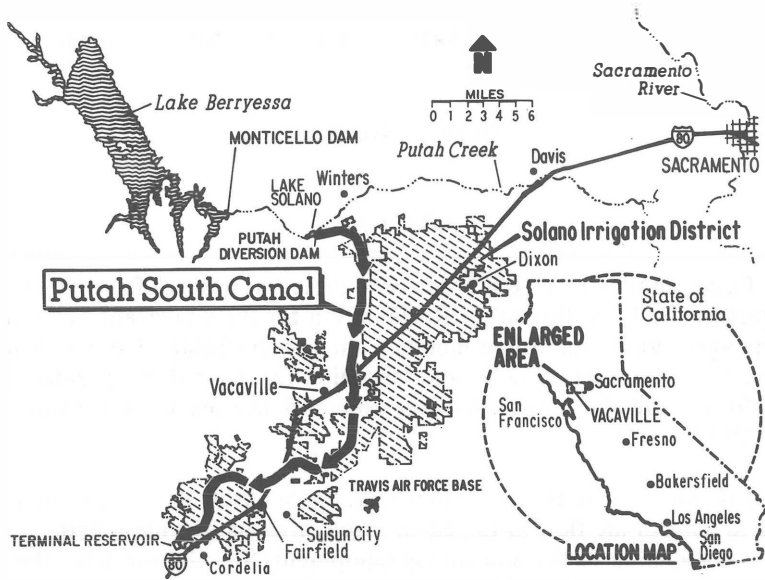 Lake Berryessa
MONTICELLO DAM
N
MILES
0 1 2 3 4 5 6
Sacramento
River
80
SACRAMENTO
Putah Creek
Davis
Winters
LAKE
SOLANO
PUTAH
DIVERSION DAM
Solano Irrigation District
Dixon
Putah South Canal
State of
California
ENLARGED
AREA
Sacramento
VACAVILLE
San
Francisco
Fresno
Bakersfield
Los Angeles
San
Diego
LOCATION MAP
Vacaville
TRAVIS AIR FORCE BASE
Suisun City
Fairfield
TERMINAL RESERVOIR
80
Cordelia